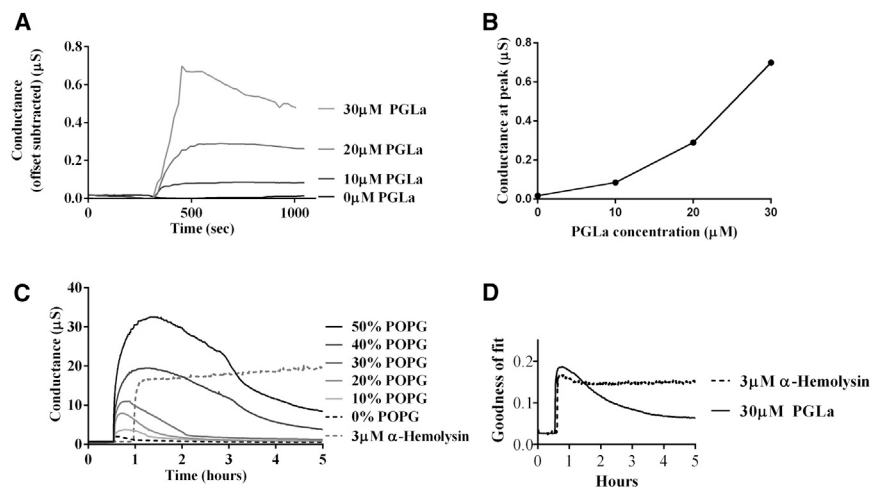 A
Conductance
(offset subtracted) (µS)
0.8
0.6
0.4
0.2
0.0
0
500
1000
Time (sec)
30µM PGLa
20µM PGLa
10µM PGLa
0µM PGLa
B
Conductance at peak (µS)
0.8
0.6
0.4
0.2
0.0
0
10
20
30
PGLa concentration (µM)
C
Conductance (µS)
40
30
20
10
0
0
1
2
3
4
5
Time (hours)
50% POPG
40% POPG
30% POPG
20% POPG
10% POPG
0% POPG
3µM α-Hemolysin
D
Goodness of fit
0.2
0.1
0.0
0
1
2
3
4
5
Hours
3µM α-Hemolysin
30µM PGLa